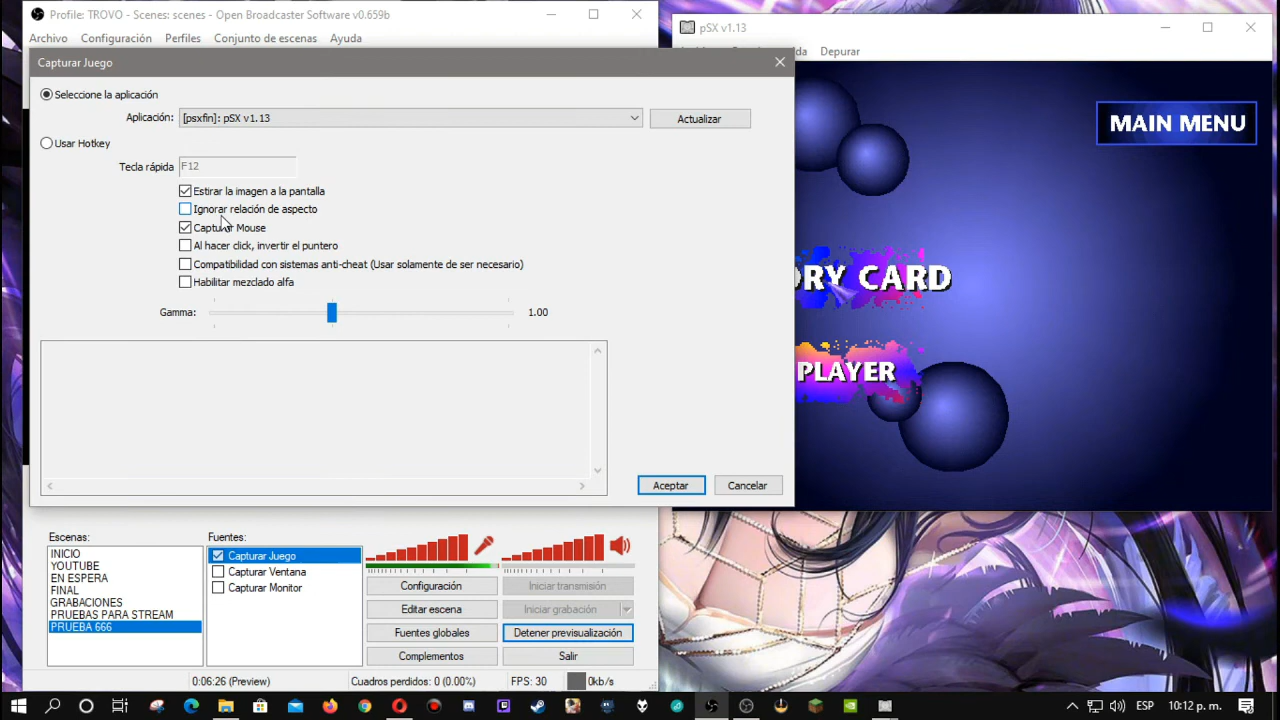 Profile: TROVO - Scenes: scenes - Open Broadcaster Software v0.659b
Archivo Configuración Perfiles Conjunto de escenas Ayuda
pSX v1.13
Depurar
Capturar Juego
Seleccione la aplicación
Aplicación: [psxfin]: pSX v1.13 Actualizar
Usar Hotkey
Tecla rápida F12
Estirar la imagen a la pantalla
Ignorar relación de aspecto
Capturar Mouse
Al hacer click, invertir el puntero
Compatibilidad con sistemas anti-cheat (Usar solamente de ser necesario)
Habilitar mezclado alfa
Gamma: 1.00
Aceptar Cancelar
MAIN MENU
ORY CARD
PLAYER
Escenas:
INICIO
YOUTUBE
EN ESPERA
FINAL
GRABACIONES
PRUEBAS PARA STREAM
PRUEBA 666
Fuentes:
Capturar Juego
Capturar Ventana
Capturar Monitor
Configuración Iniciar transmisión
Editar escena Iniciar grabación
Fuentes globales Detener previsualización
Complementos Salir
0:06:26 (Preview) Cuadros perdidos: 0 (0.00%) FPS: 30 0kb/s
ESP 10:12 p. m.